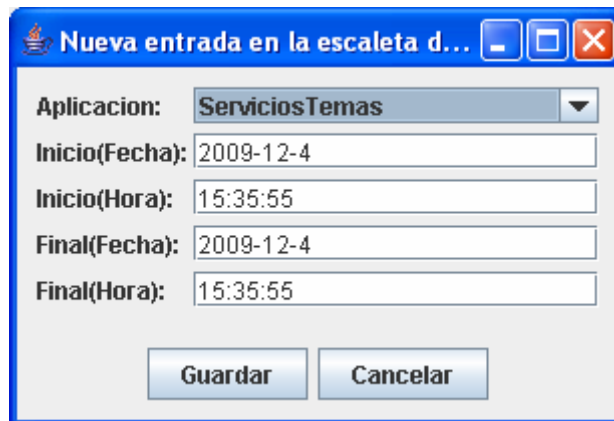 Nueva entrada en la escaleta d...
Aplicacion: ServiciosTemas
Inicio(Fecha): 2009-12-4
Inicio(Hora): 15:35:55
Final(Fecha): 2009-12-4
Final(Hora): 15:35:55
Guardar Cancelar